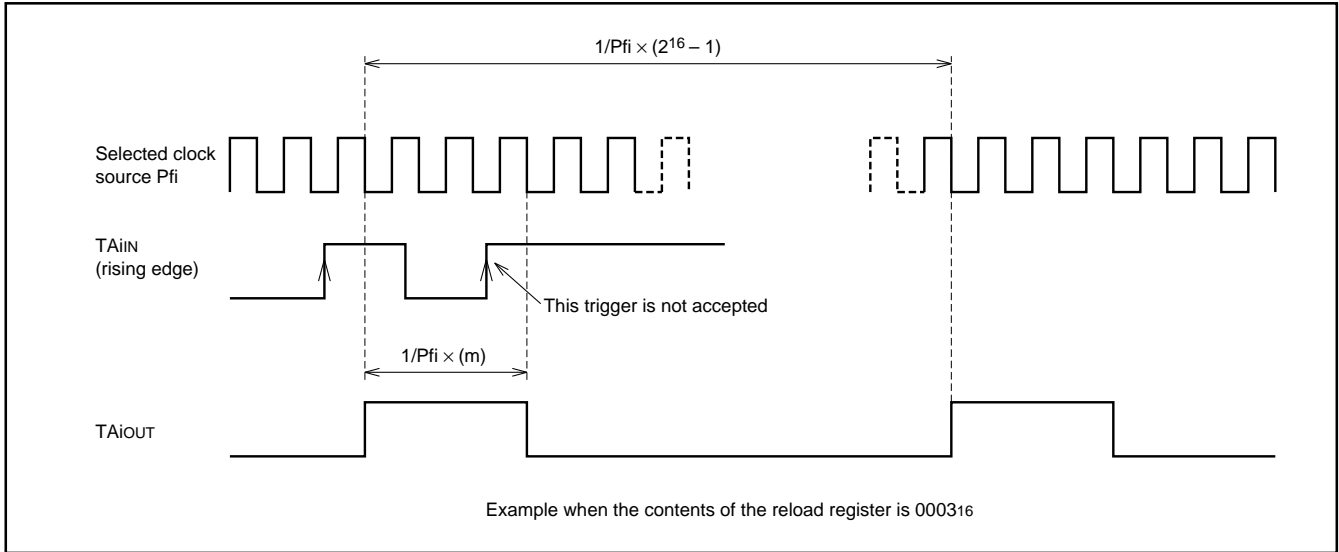 1/Pfi × (2¹⁶ – 1)
Selected clock
source Pfi
TAiIN
(rising edge)
This trigger is not accepted
1/Pfi × (m)
TAiOUT
Example when the contents of the reload register is 0003₁₆